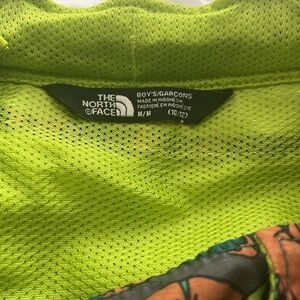 THE
NORTH
FACE
BOY'S/GARÇONS
MADE IN INDONESIA
FABRIQUÉ EN INDONÉSIE
M/M (10/12)